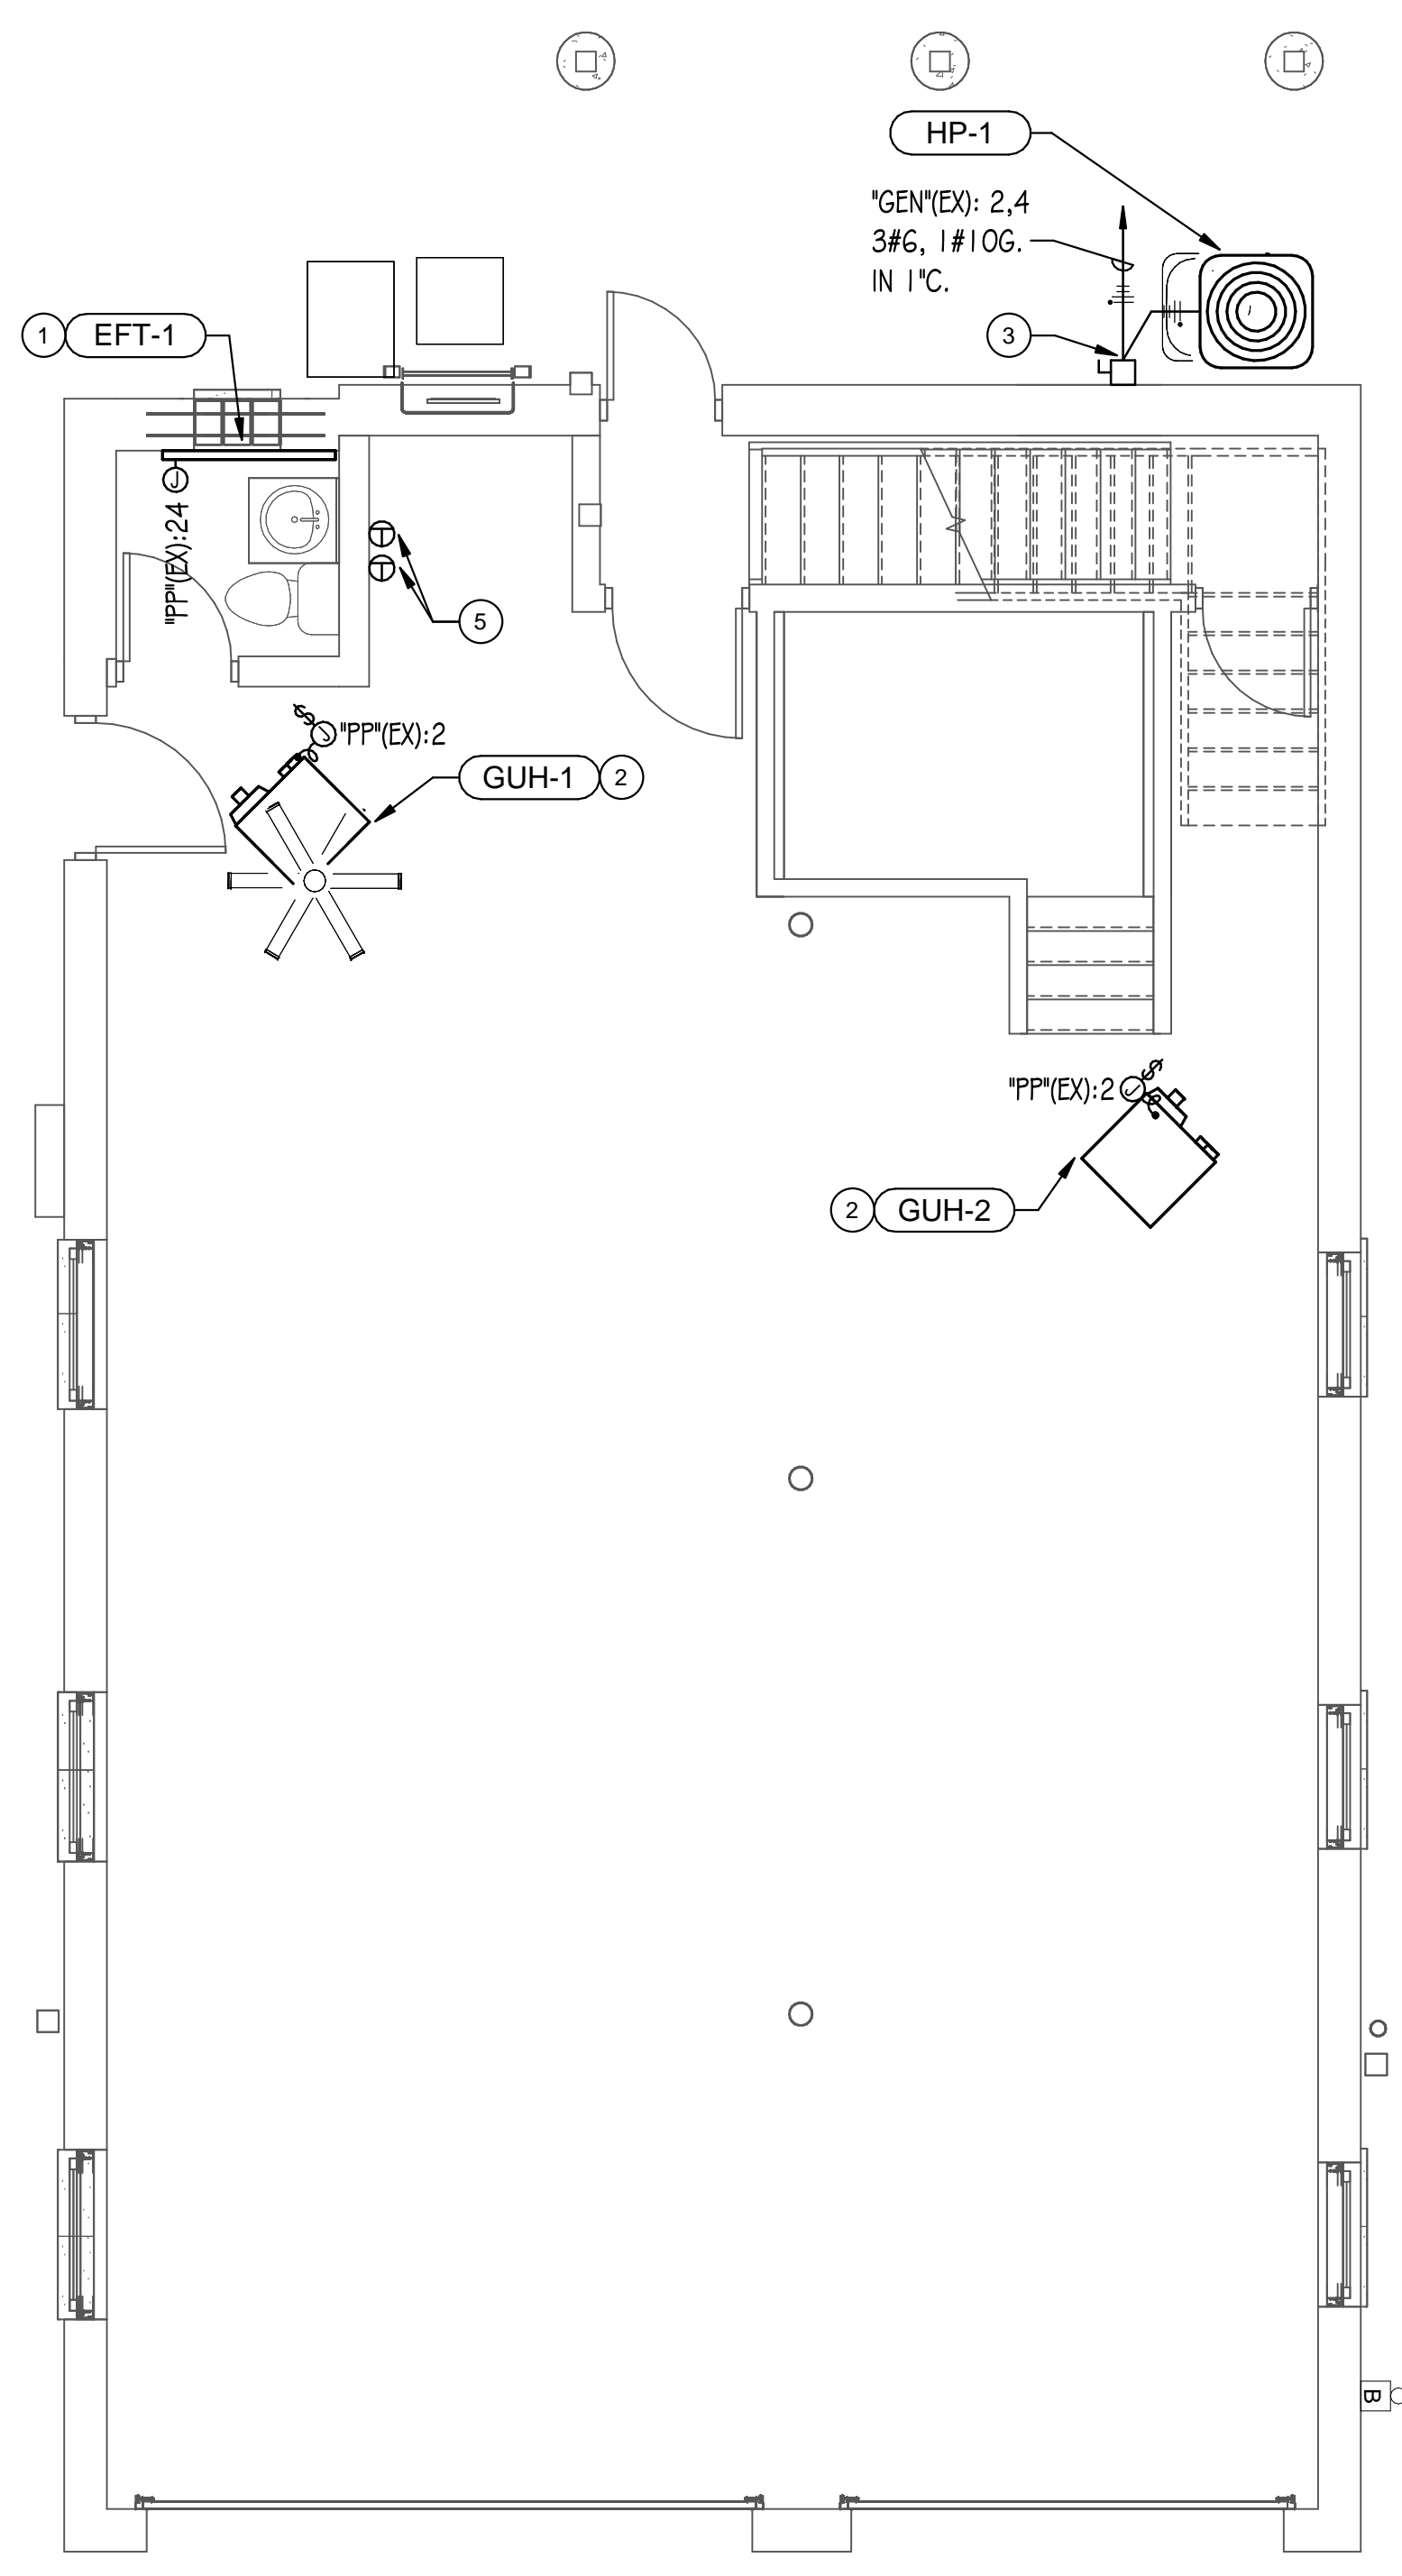 HP-1
"GEN"(EX): 2,4
3#6, 1#10G.
IN 1"C.
3
1 EFT-1
J
"PP"(EX):24
5
$
J "PP"(EX):2
GUH-1 2
$
"PP"(EX):2 J
2 GUH-2
B